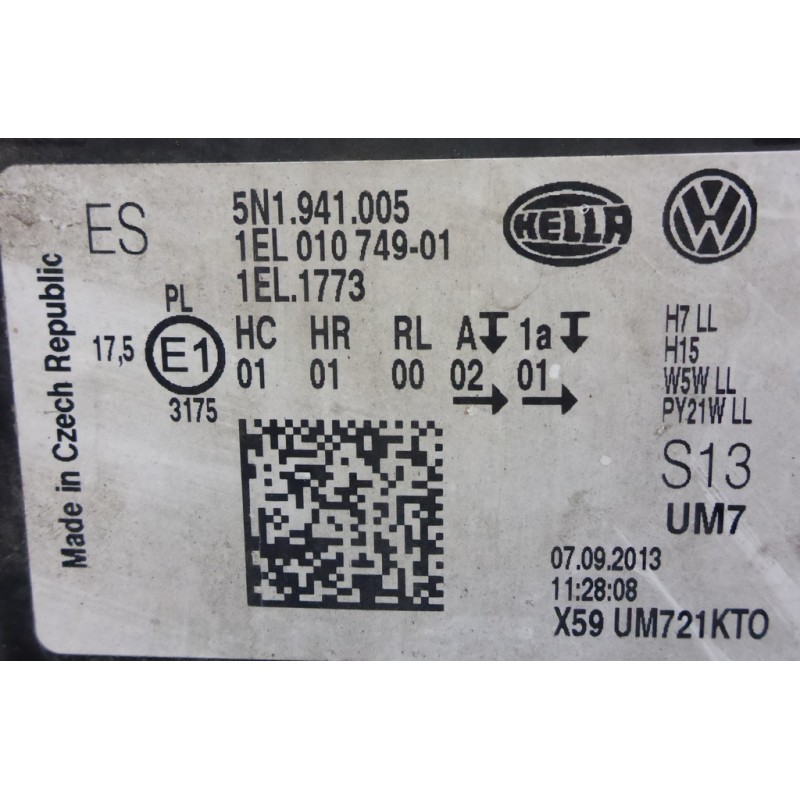 ES
5N1.941.005
1EL 010 749-01
1EL.1773
HELLA
VW
Made in Czech Republic
PL
17,5
E1
3175
HC HR RL A 1a
01 01 00 02 01
H7 LL
H15
W5W LL
PY21W LL
S13
UM7
07.09.2013
11:28:08
X59 UM721KTO